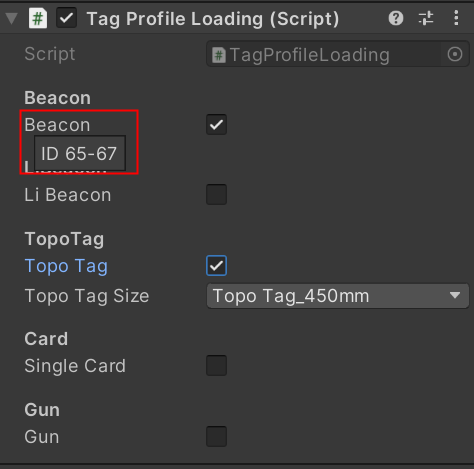 Tag Profile Loading (Script)
Script
TagProfileLoading
Beacon
Beacon
ID 65-67
Li Beacon
TopoTag
Topo Tag
Topo Tag Size
Topo Tag_450mm
Card
Single Card
Gun
Gun